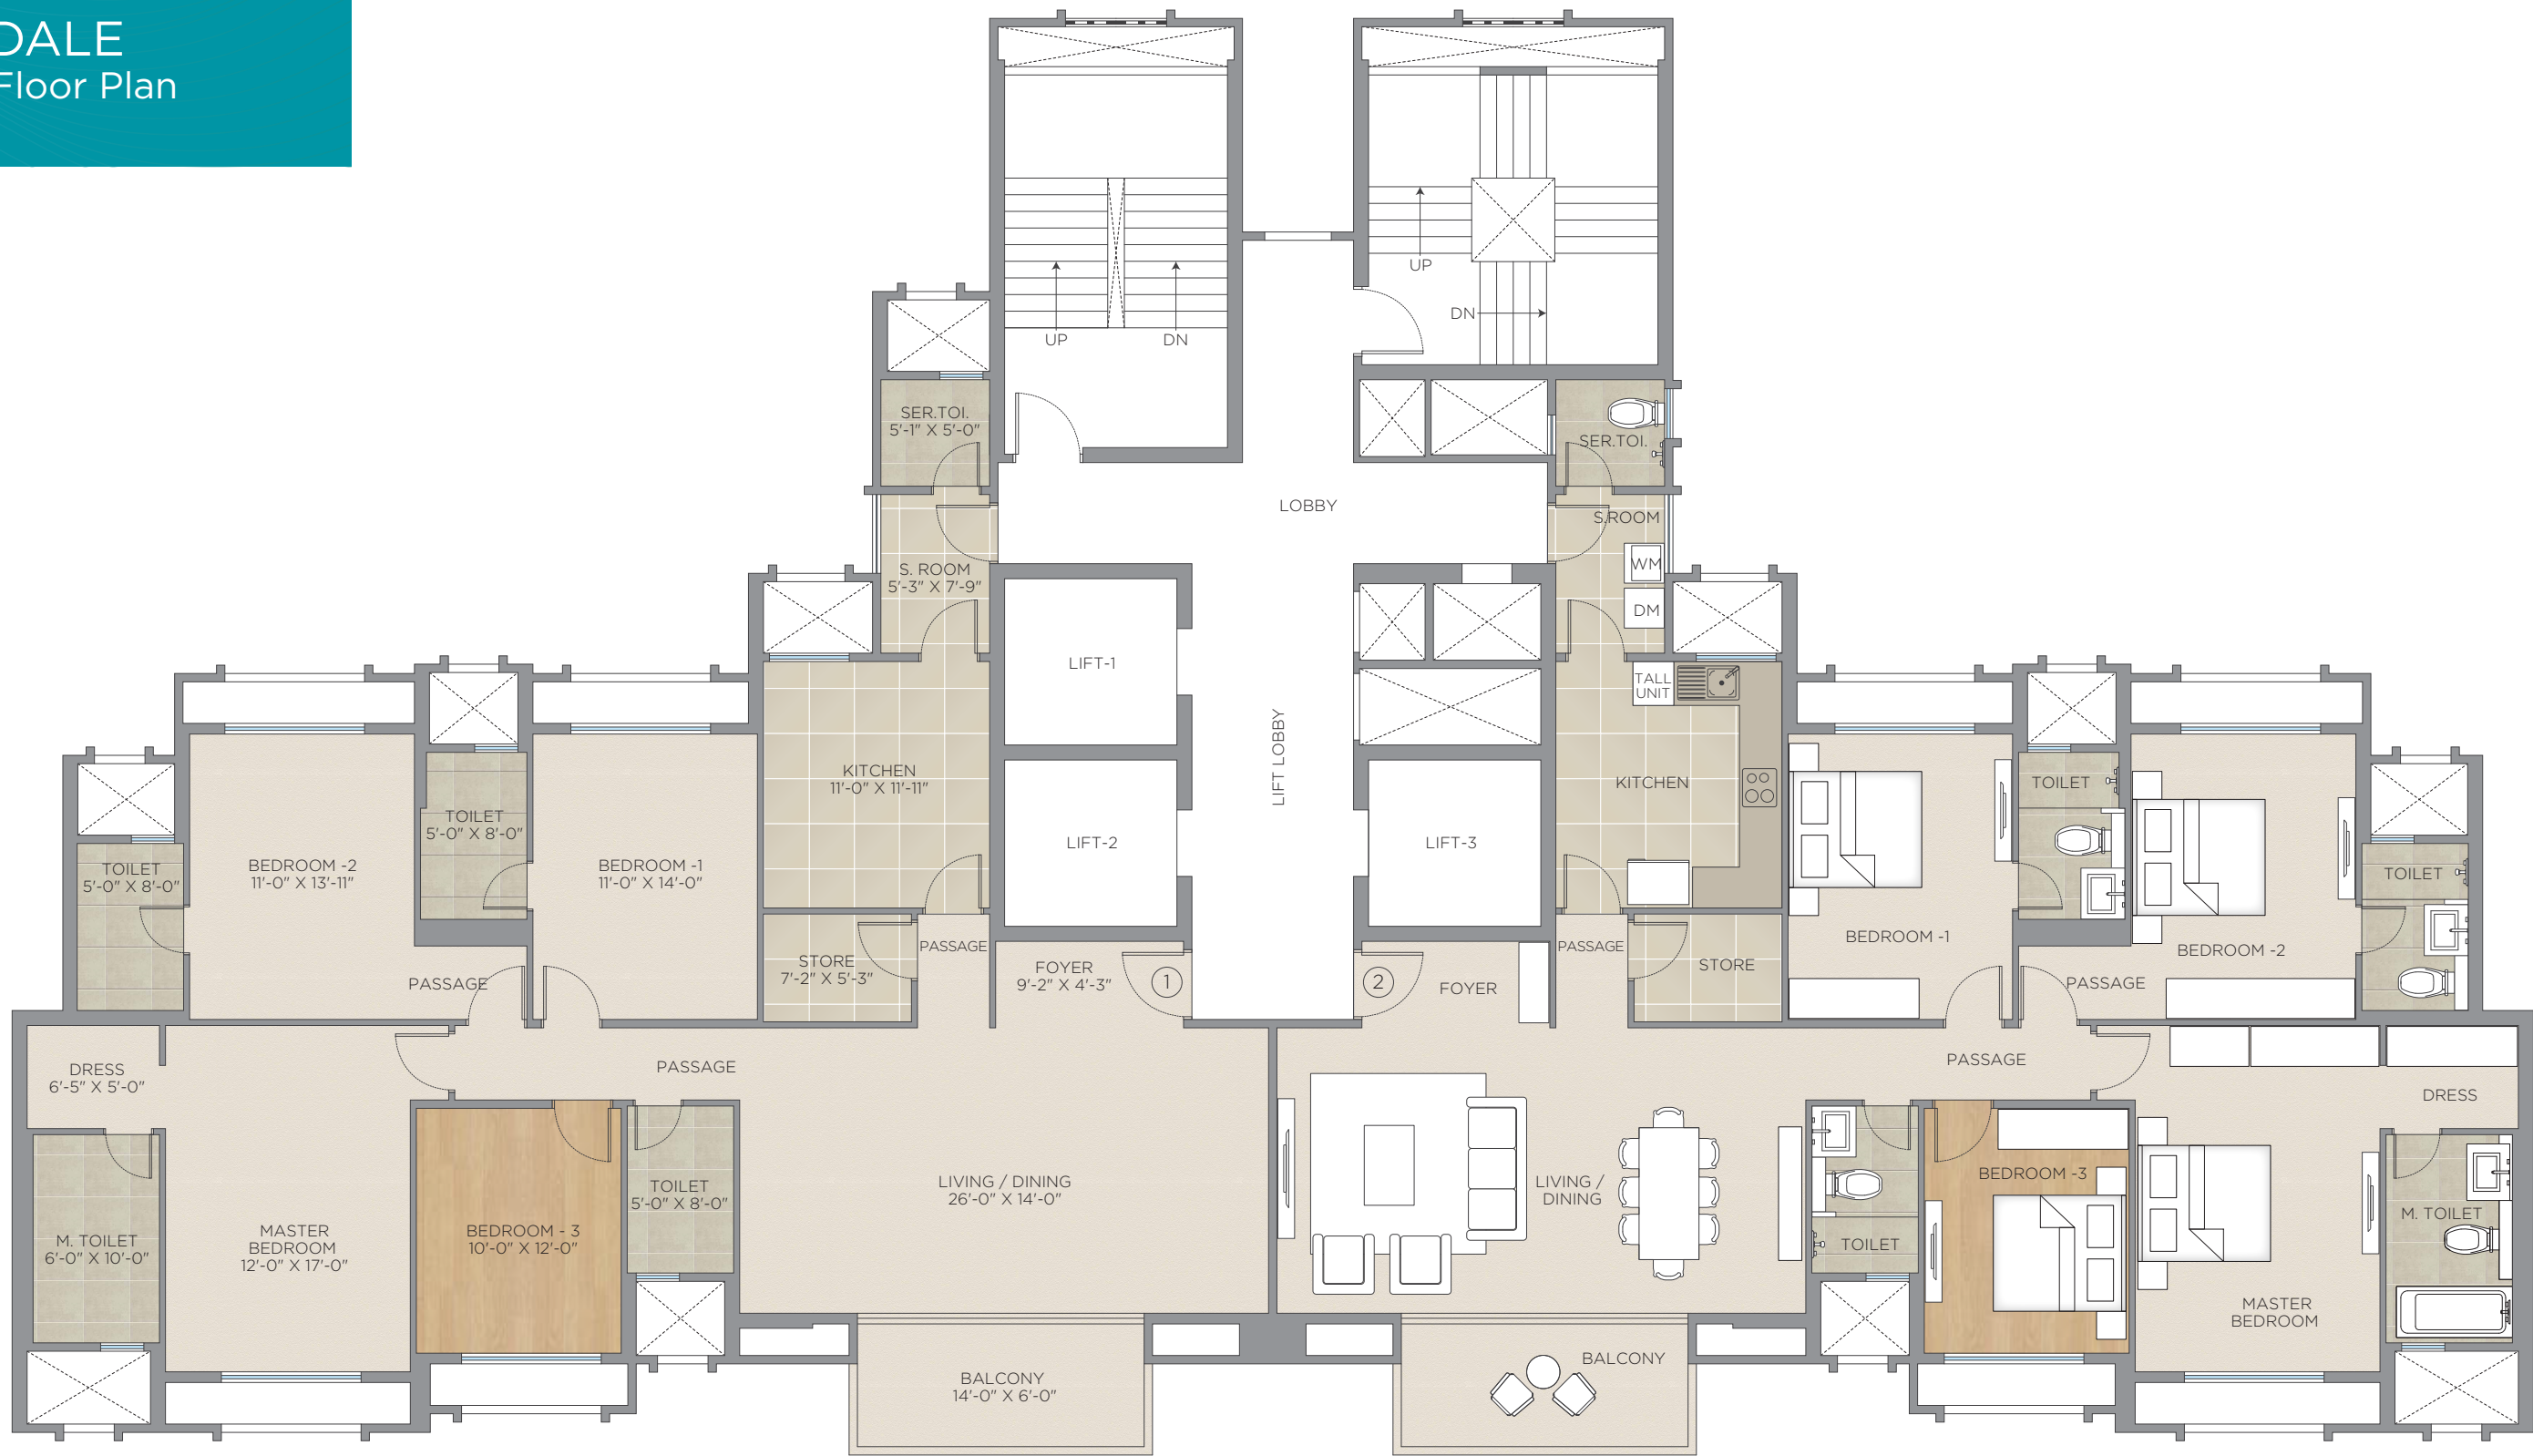 DALE
Floor Plan
UP
DN
UP
DN
SER.TOI.
5'-1" X 5'-0"
SER.TOI.
LOBBY
S.ROOM
S. ROOM
5'-3" X 7'-9"
WM
DM
LIFT-1
TALL
UNIT
LIFT LOBBY
KITCHEN
11'-0" X 11'-11"
KITCHEN
TOILET
TOILET
5'-0" X 8'-0"
LIFT-2
LIFT-3
BEDROOM -2
11'-0" X 13'-11"
BEDROOM -1
11'-0" X 14'-0"
TOILET
5'-0" X 8'-0"
TOILET
BEDROOM -1
BEDROOM -2
PASSAGE
PASSAGE
STORE
7'-2" X 5'-3"
FOYER
9'-2" X 4'-3"
1
2
FOYER
STORE
PASSAGE
PASSAGE
DRESS
6'-5" X 5'-0"
PASSAGE
PASSAGE
DRESS
LIVING / DINING
26'-0" X 14'-0"
LIVING /
DINING
BEDROOM -3
TOILET
5'-0" X 8'-0"
M. TOILET
M. TOILET
6'-0" X 10'-0"
MASTER
BEDROOM
12'-0" X 17'-0"
BEDROOM - 3
10'-0" X 12'-0"
TOILET
MASTER
BEDROOM
BALCONY
14'-0" X 6'-0"
BALCONY